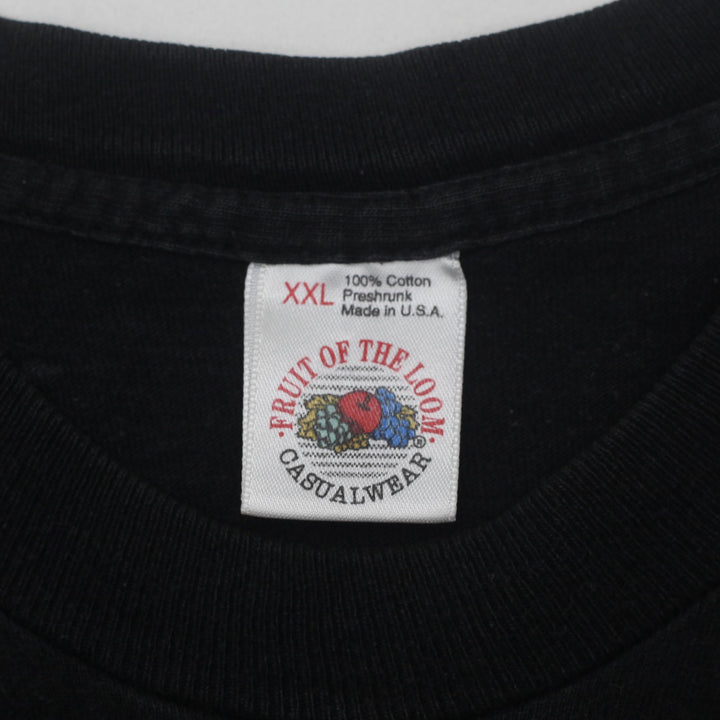 XXL
100% Cotton
Preshrunk
Made in U.S.A.
·FRUIT OF THE LOOM·
®
CASUALWEAR